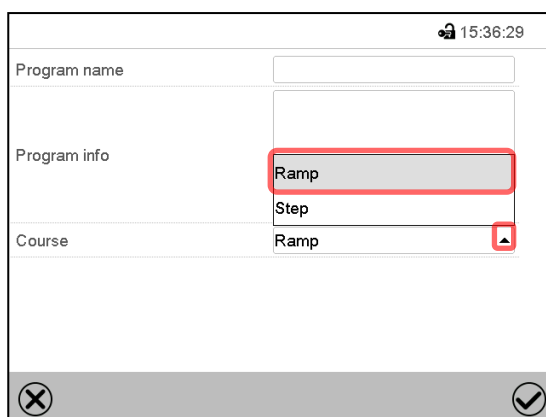 15:36:29
Program name
Program info
Ramp
Step
Course
Ramp